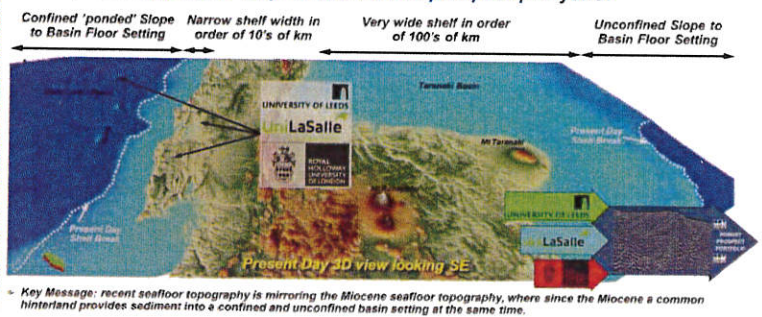 Confined 'ponded' Slope to Basin Floor Setting
Narrow shelf width in order of 10's of km
Very wide shelf in order of 100's of km
Unconfined Slope to Basin Floor Setting
UNIVERSITY OF LEEDS
UniLaSalle
ROYAL HOLLOWAY UNIVERSITY OF LONDON
Taranaki Basin
Mt Taranaki
Present Day Shelf Break
Present Day Shelf Break
UNIVERSITY OF LEEDS
LaSalle
PROSPECT PORTFOLIO
Present Day 3D view looking SE
Key Message: recent seafloor topography is mirroring the Miocene seafloor topography, where since the Miocene a common
hinterland provides sediment into a confined and unconfined basin setting at the same time.